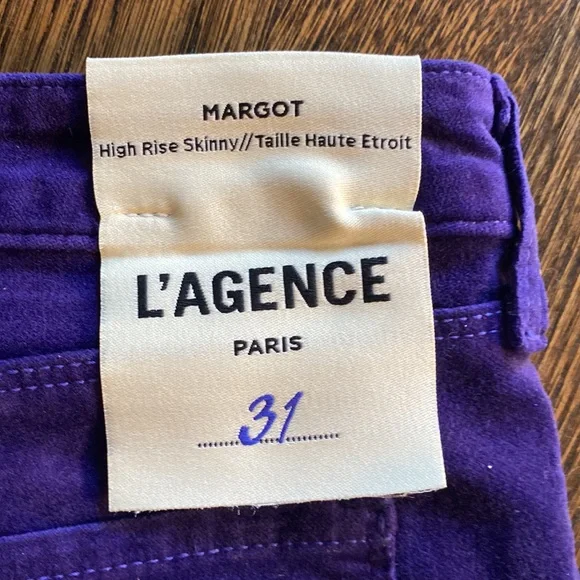 MARGOT
High Rise Skinny//Taille Haute Etroit
L'AGENCE
PARIS
31